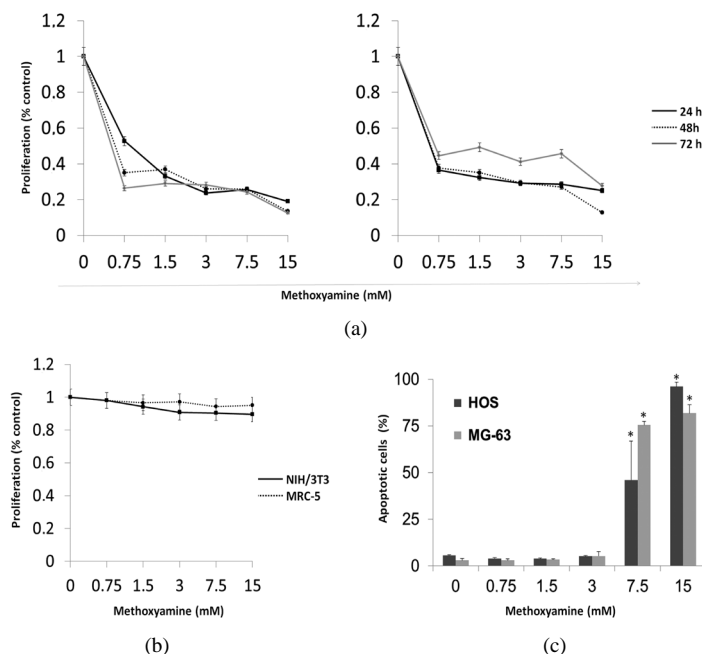 1.2
1
0.8
0.6
0.4
0.2
0
Proliferation (% control)
0 0.75 1.5 3 7.5 15
1.2
1
0.8
0.6
0.4
0.2
0
0 0.75 1.5 3 7.5 15
24 h
48h
72 h
Methoxyamine (mM)
(a)
1.2
1
0.8
0.6
0.4
0.2
0
Proliferation (% control)
NIH/3T3
MRC-5
0 0.75 1.5 3 7.5 15
Methoxyamine (mM)
(b)
100
75
50
25
0
Apoptotic cells (%)
HOS
MG-63
* *
* *
0 0.75 1.5 3 7.5 15
Methoxyamine (mM)
(c)